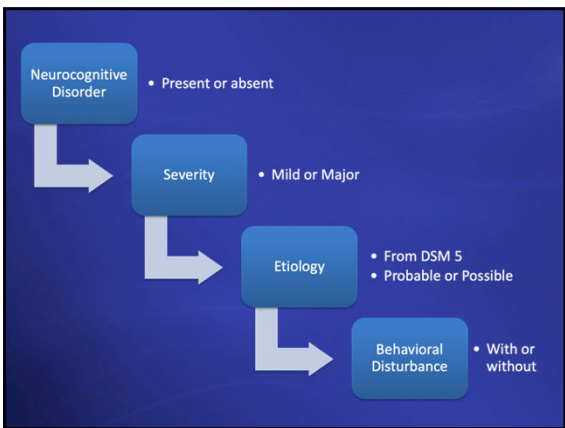 Neurocognitive
Disorder
• Present or absent
Severity
• Mild or Major
Etiology
• From DSM 5
• Probable or Possible
Behavioral
Disturbance
• With or
without